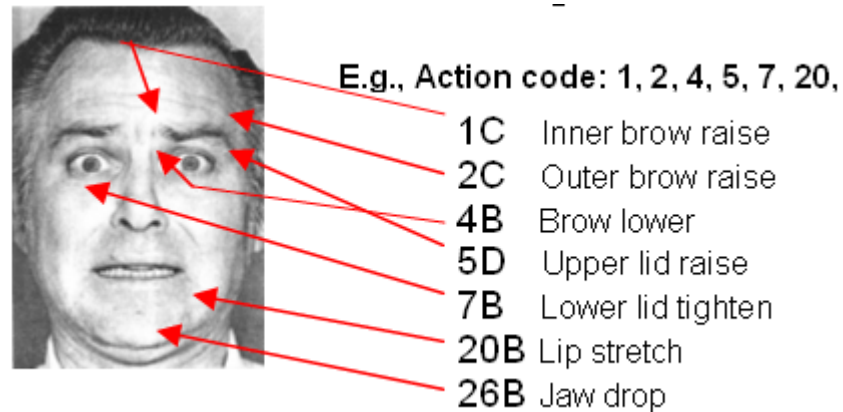 E.g., Action code: 1, 2, 4, 5, 7, 20,
1C Inner brow raise
2C Outer brow raise
4B Brow lower
5D Upper lid raise
7B Lower lid tighten
20B Lip stretch
26B Jaw drop